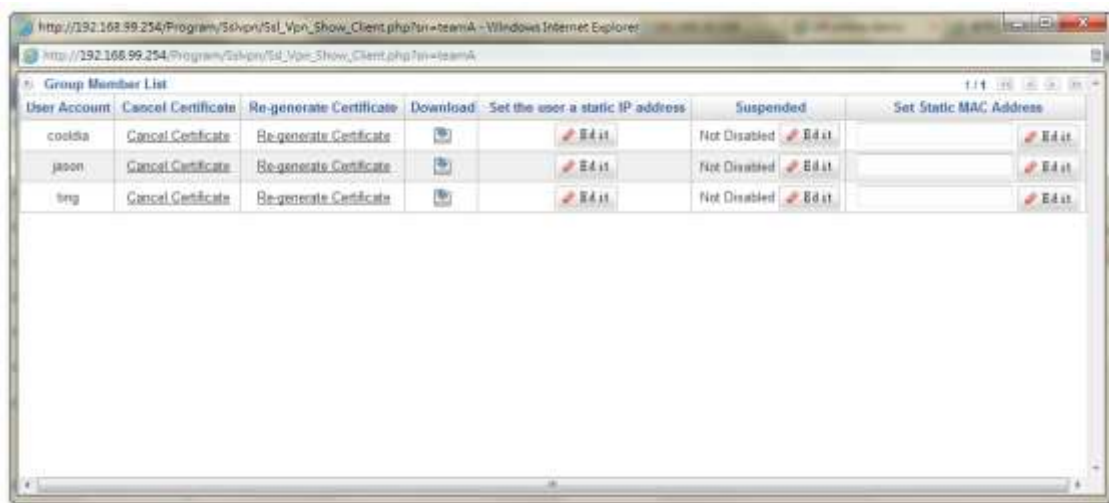 http://192.168.99.254/Program/Sslvpn/Ssl_Vpn_Show_Client.php?sn=teamA - Windows Internet Explorer
http://192.168.99.254/Program/Sslvpn/Ssl_Vpn_Show_Client.php?sn=teamA
Group Member List 1 / 1
User Account Cancel Certificate Re-generate Certificate Download Set the user a static IP address Suspended Set Static MAC Address
cooldia Cancel Certificate Re-generate Certificate Edit Not Disabled Edit Edit
jason Cancel Certificate Re-generate Certificate Edit Not Disabled Edit Edit
Cancel Certificate Re-generate Certificate Edit Not Disabled Edit Edit